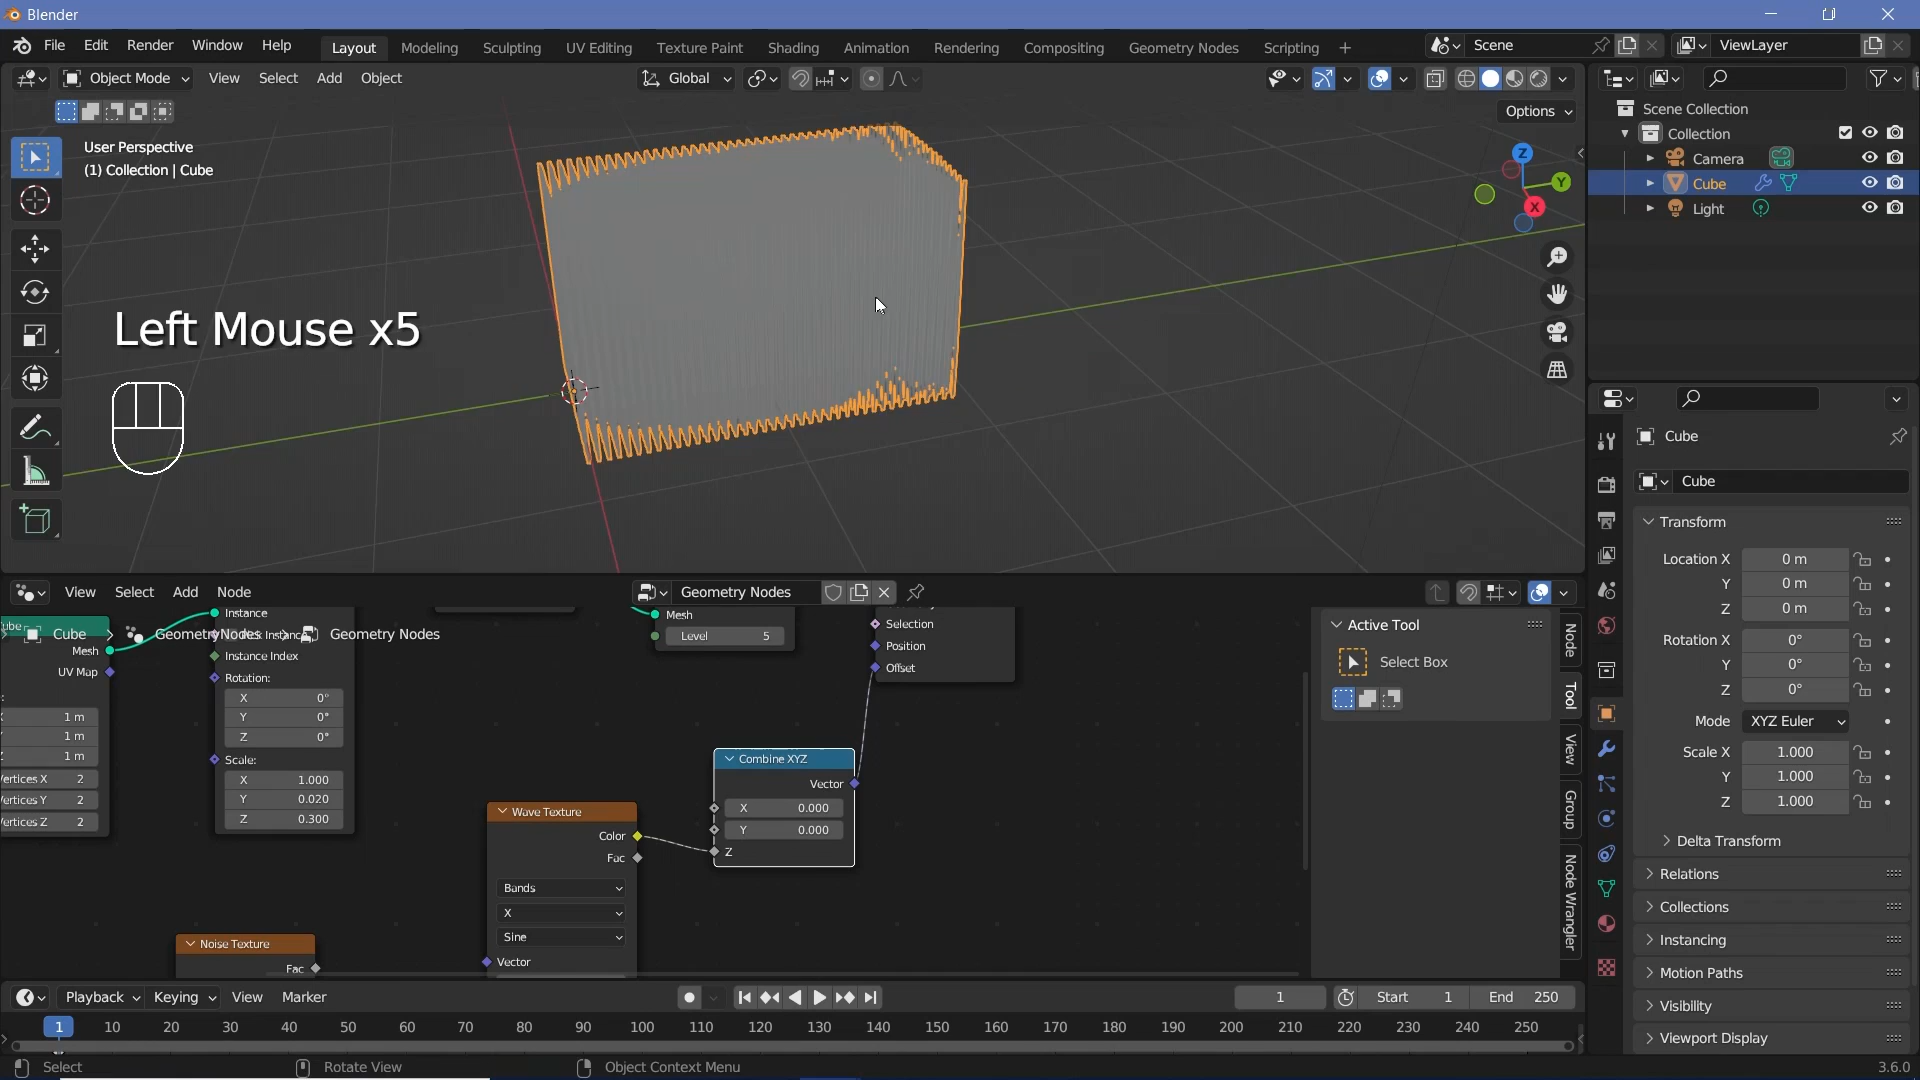 Blender
File Edit Render Window Help Layout Modeling Sculpting UV Editing Texture Paint Shading Animation Rendering Compositing Geometry Nodes Scripting + Scene ViewLayer
Object Mode View Select Add Object Global
Options
User Perspective
(1) Collection | Cube
Z
Y
X
Left Mouse x5
Scene Collection
Collection
Camera
Cube
Light
Cube
Cube
Transform
Location X 0 m
Y 0 m
Z 0 m
Rotation X 0°
Y 0°
Z 0°
Mode XYZ Euler
Scale X 1.000
Y 1.000
Z 1.000
Delta Transform
Relations
Collections
Instancing
Motion Paths
Visibility
Viewport Display
View Select Add Node Geometry Nodes
Cube GeometryNodes Geometry Nodes
Mesh
UV Map
1 m
1 m
1 m
Vertices X 2
Vertices Y 2
Vertices Z 2
Instance
Instance Index
Rotation:
X 0°
Y 0°
Z 0°
Scale:
X 1.000
Y 0.020
Z 0.300
Mesh
Level 5
Selection
Position
Offset
Combine XYZ
Vector
X 0.000
Y 0.000
Z
Wave Texture
Color
Fac
Bands
X
Sine
Vector
Noise Texture
Fac
Active Tool
Select Box
Node
Tool
View
Group
Node Wrangler
Playback Keying View Marker 1 Start 1 End 250
1 10 20 30 40 50 60 70 80 90 100 110 120 130 140 150 160 170 180 190 200 210 220 230 240 250
Select Rotate View Object Context Menu 3.6.0